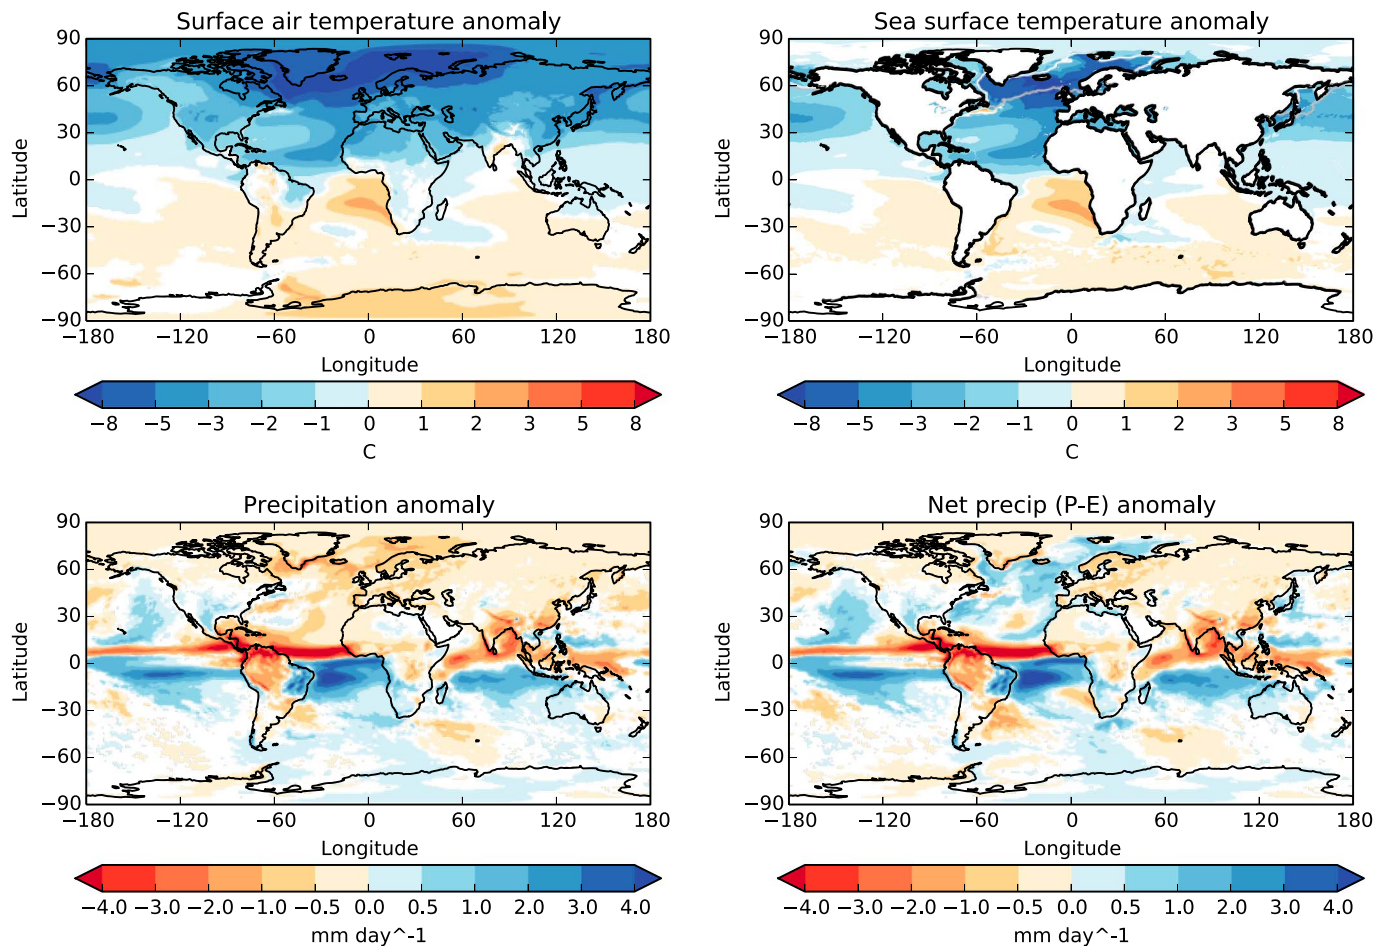 Surface air temperature anomaly
90
60
30
0
−30
−60
−90
Latitude
−180 −120 −60 0 60 120 180
Longitude
−8 −5 −3 −2 −1 0 1 2 3 5 8
C
Sea surface temperature anomaly
90
60
30
0
−30
−60
−90
Latitude
−180 −120 −60 0 60 120 180
Longitude
−8 −5 −3 −2 −1 0 1 2 3 5 8
C
Precipitation anomaly
90
60
30
0
−30
−60
−90
Latitude
−180 −120 −60 0 60 120 180
Longitude
−4.0 −3.0 −2.0 −1.0 −0.5 0.0 0.5 1.0 2.0 3.0 4.0
mm day^-1
Net precip (P-E) anomaly
90
60
30
0
−30
−60
−90
Latitude
−180 −120 −60 0 60 120 180
Longitude
−4.0 −3.0 −2.0 −1.0 −0.5 0.0 0.5 1.0 2.0 3.0 4.0
mm day^-1